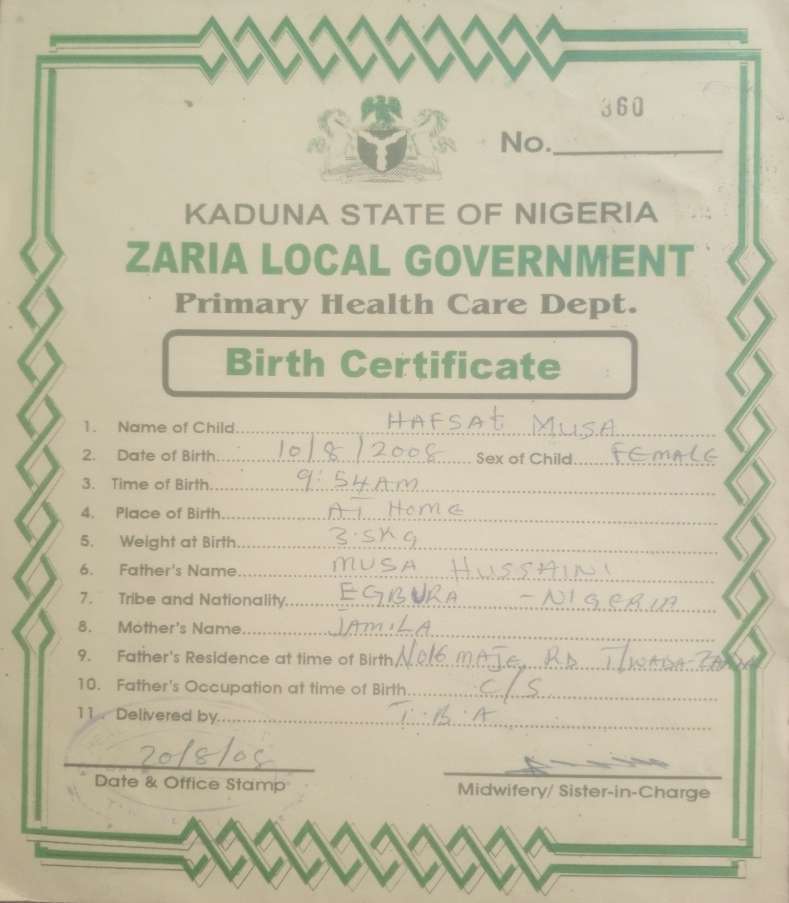 360
No.
KADUNA STATE OF NIGERIA
ZARIA LOCAL GOVERNMENT
Primary Health Care Dept.
Birth Certificate
1. Name of Child HAFSAt MUSA
2. Date of Birth 10/8/2008 Sex of Child FEMALE
3. Time of Birth 9:54AM
4. Place of Birth AT HOME
5. Weight at Birth 3.5Kg
6. Father's Name MUSA HUSSAINI
7. Tribe and Nationality EGBURA - NIGERIA
8. Mother's Name JAMILA
9. Father's Residence at time of Birth RD T/WADA
10. Father's Occupation at time of Birth C/S
11. Delivered by T.B.A
20/8/08
Date & Office Stamp
Midwifery/ Sister-in-Charge